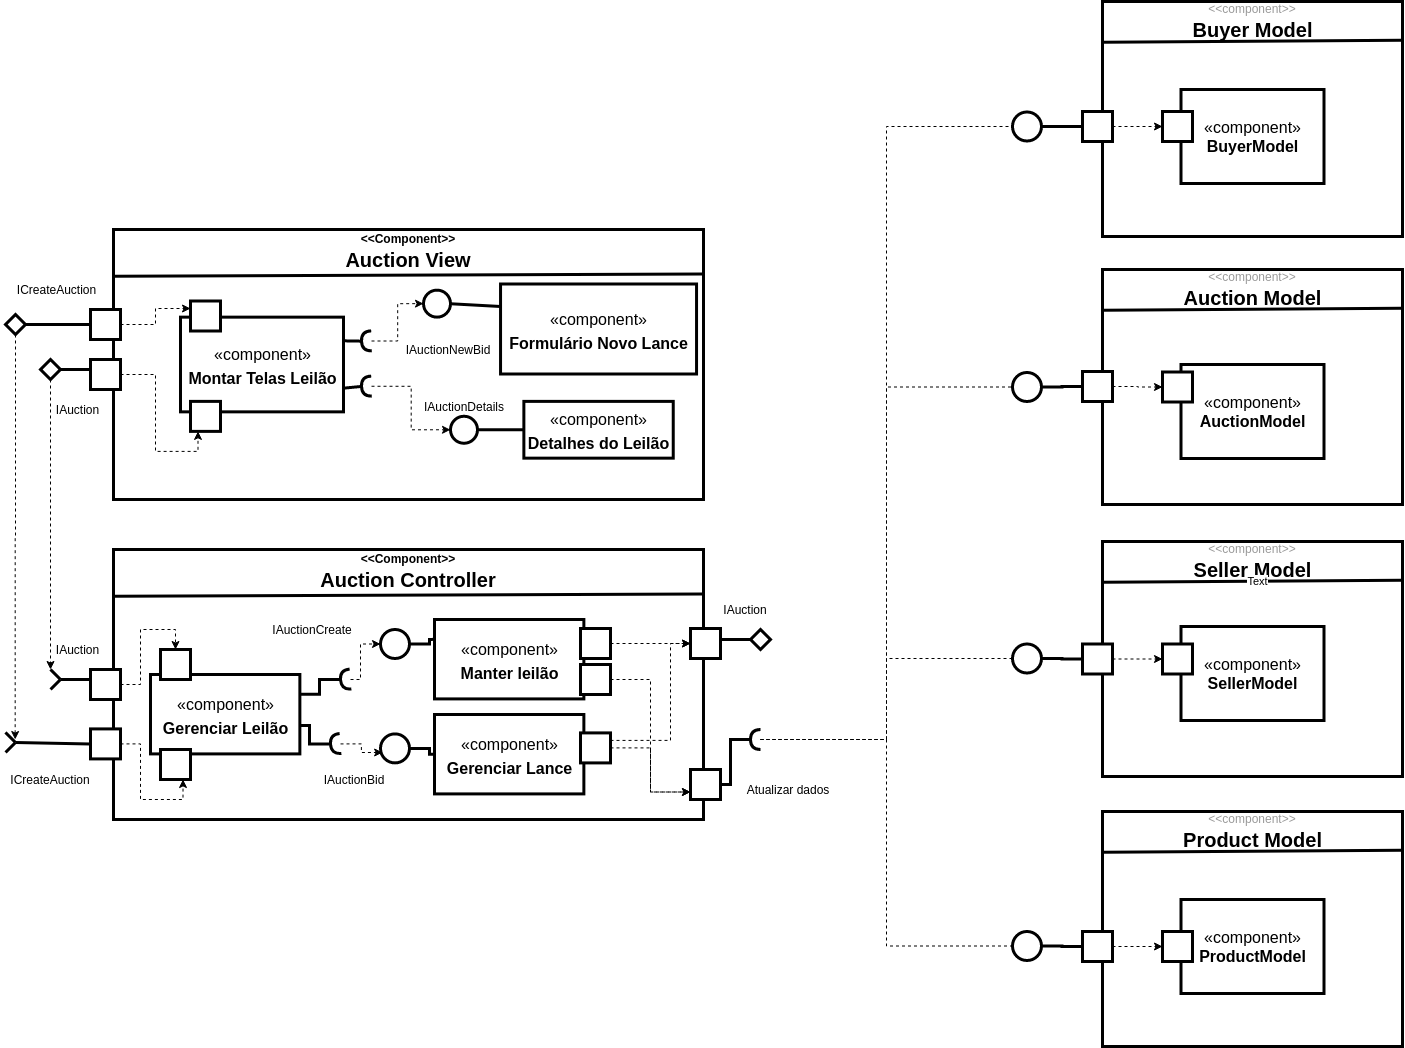 <<component>>
Buyer Model
«component»
BuyerModel
<<Component>>
Auction View
ICreateAuction
IAuction
«component»
Montar Telas Leilão
IAuctionNewBid
«component»
Formulário Novo Lance
IAuctionDetails
«component»
Detalhes do Leilão
<<component>>
Auction Model
«component»
AuctionModel
<<Component>>
Auction Controller
IAuction
ICreateAuction
«component»
Gerenciar Leilão
IAuctionCreate
IAuctionBid
«component»
Manter leilão
«component»
Gerenciar Lance
IAuction
Atualizar dados
<<component>>
Seller Model
Text
«component»
SellerModel
<<component>>
Product Model
«component»
ProductModel